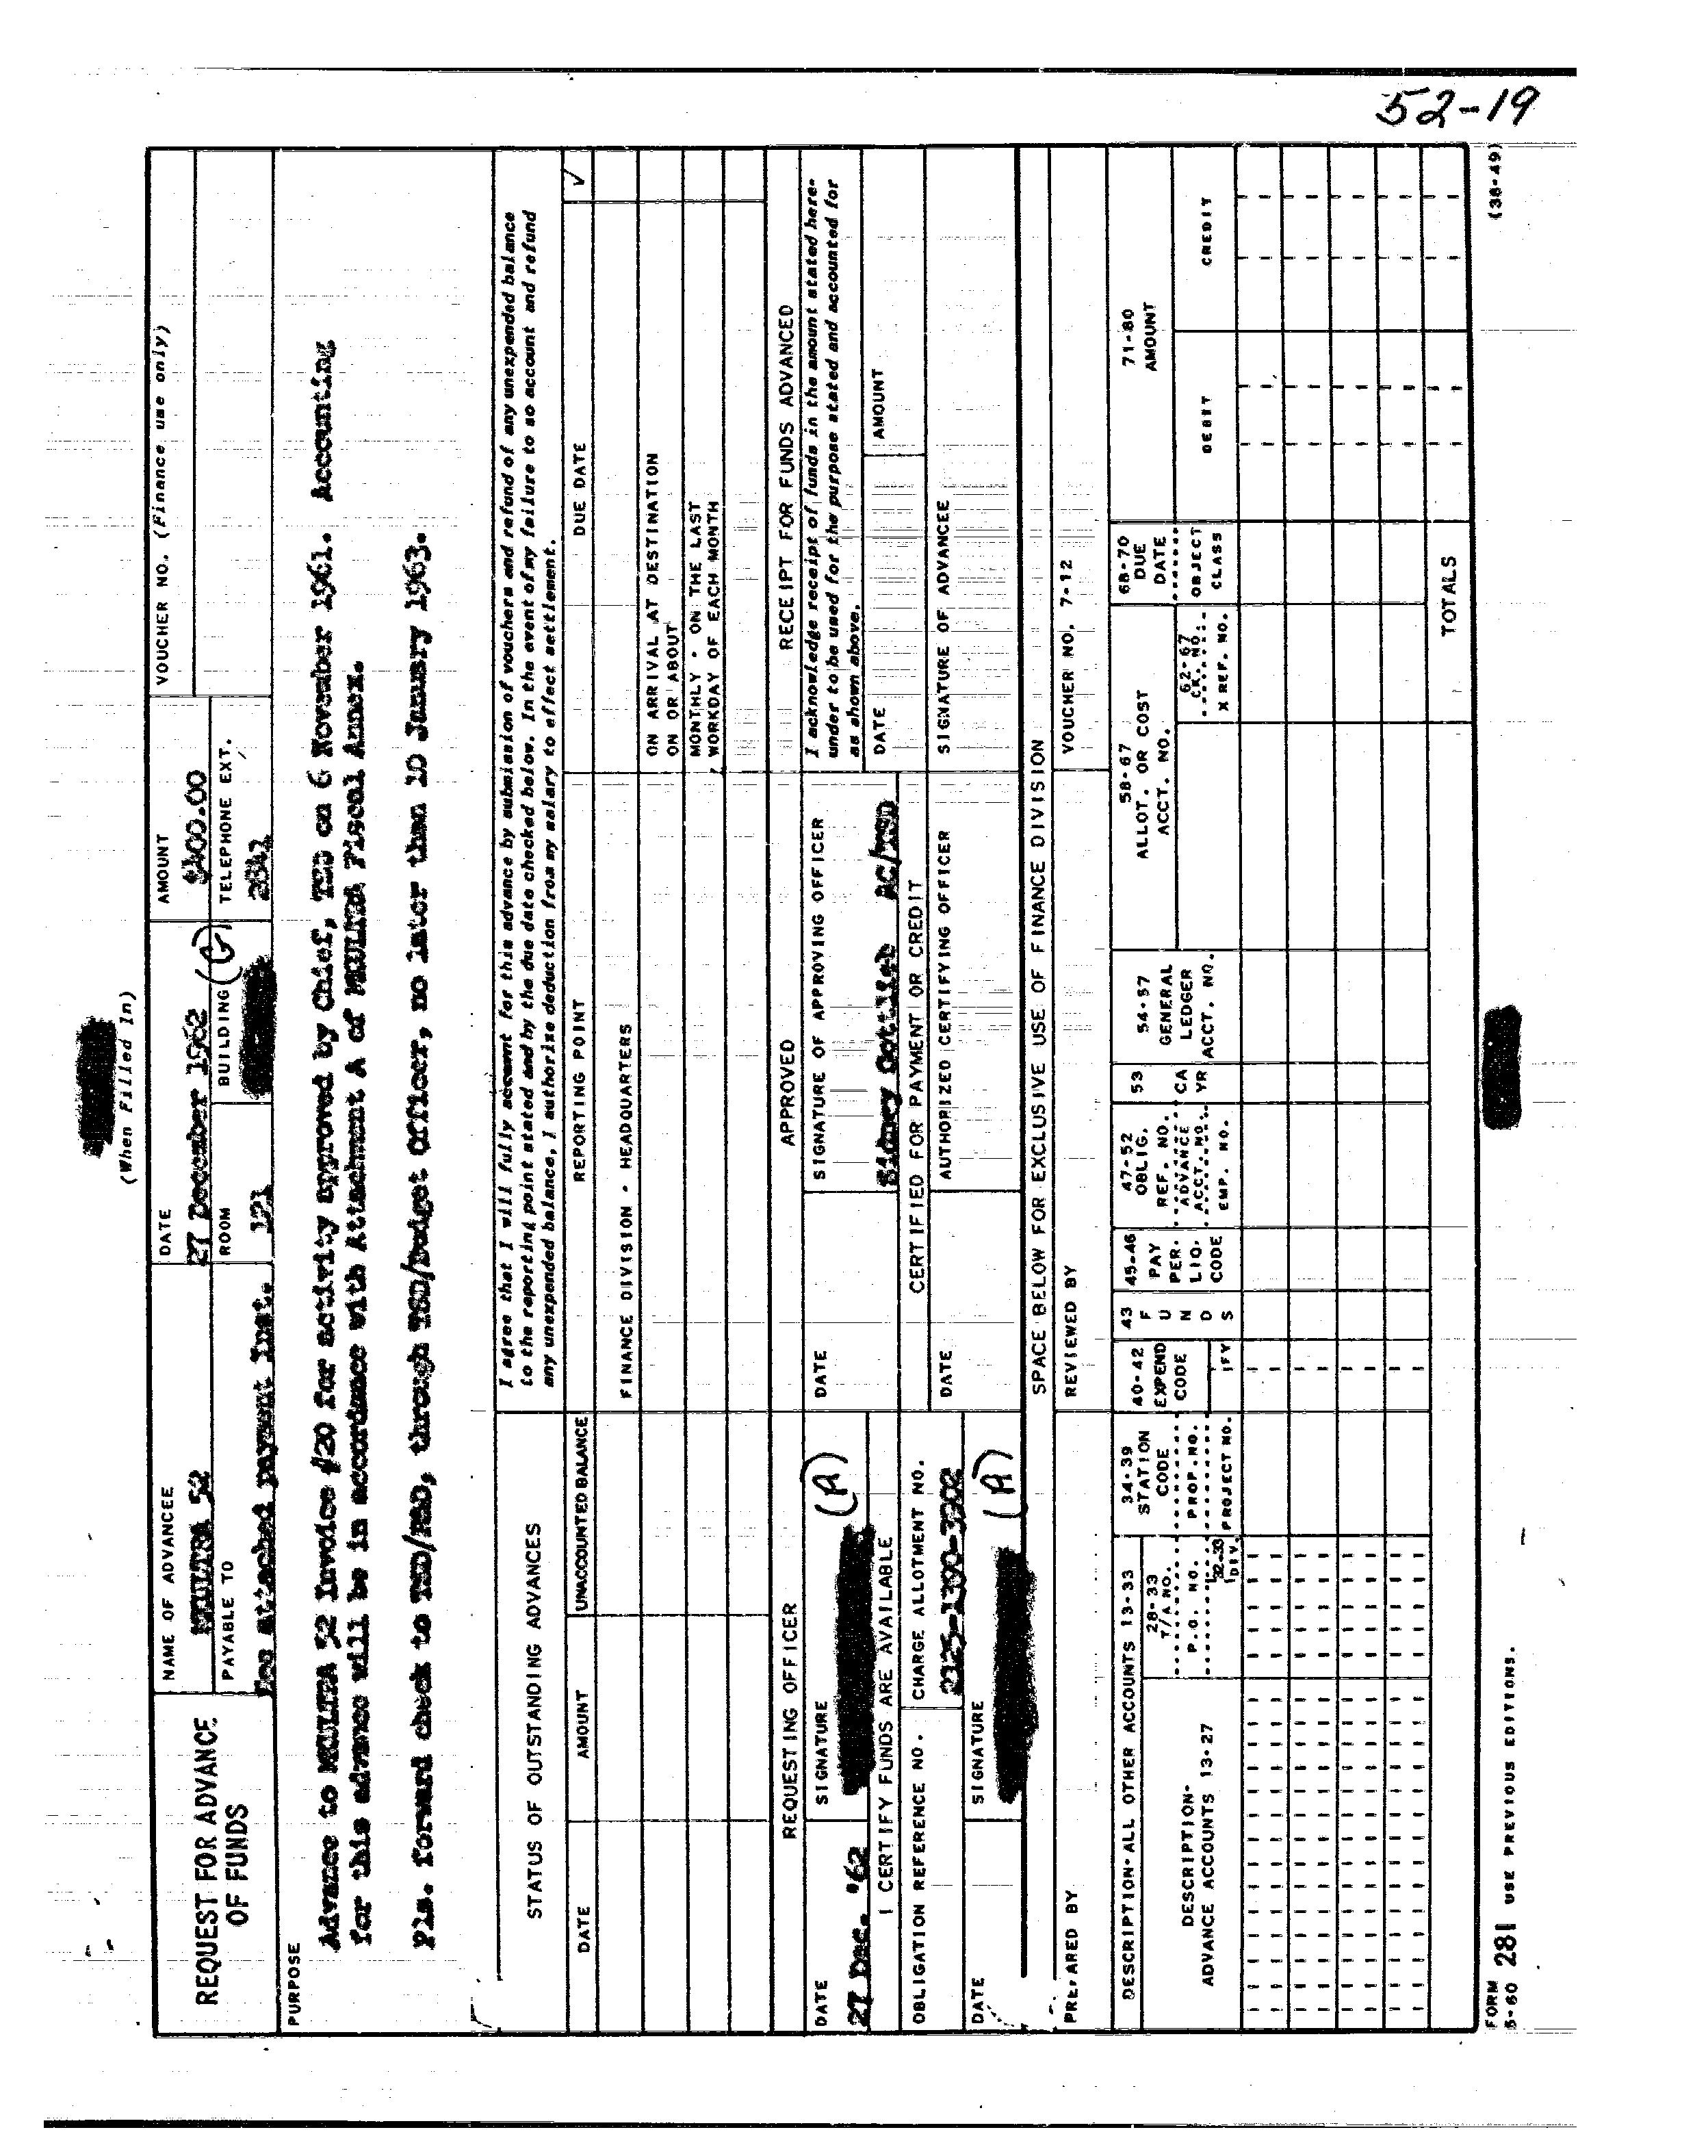 52-19
(When Filled In)
REQUEST FOR ADVANCE
OF FUNDS
NAME OF ADVANCEE
MKULTRA 52
DATE
27 December 1962
AMOUNT
$400.00
VOUCHER NO. (Finance use only)
PAYABLE TO
See attached payment Inst.
ROOM
121
BUILDING (G)
TELEPHONE EXT.
PURPOSE
Advance to MKULTRA 52 Invoice #20 for activity approved by Chief, TSD on 6 November 1961. Accounting
for this advance will be in accordance with Attachment A of MKULTRA Fiscal Annex.
Pls. forward check to TSD/ through TSD/Budget Officer, no later than 10 January 1963.
STATUS OF OUTSTANDING ADVANCES
I agree that I will fully account for this advance by submission of vouchers and refund of any unexpended balance
to the reporting point stated and by the due date checked below. In the event of my failure to so account and refund
any unexpended balance, I authorize deduction from my salary to effect settlement.
DATE
AMOUNT
UNACCOUNTED BALANCE
REPORTING POINT
DUE DATE
✓
FINANCE DIVISION - HEADQUARTERS
ON ARRIVAL AT DESTINATION
ON OR ABOUT
MONTHLY - ON THE LAST
WORKDAY OF EACH MONTH
REQUESTING OFFICER
APPROVED
RECEIPT FOR FUNDS ADVANCED
DATE
27 Dec. '62
SIGNATURE
(A)
DATE
SIGNATURE OF APPROVING OFFICER
Sidney Gottlieb AC/TSD
I acknowledge receipt of funds in the amount stated here-
under to be used for the purpose stated and accounted for
as shown above.
I CERTIFY FUNDS ARE AVAILABLE
CERTIFIED FOR PAYMENT OR CREDIT
DATE
AMOUNT
OBLIGATION REFERENCE NO.
CHARGE ALLOTMENT NO.
2125-1390-3902
DATE
AUTHORIZED CERTIFYING OFFICER
SIGNATURE OF ADVANCEE
DATE
SIGNATURE
(A)
SPACE BELOW FOR EXCLUSIVE USE OF FINANCE DIVISION
PREPARED BY
REVIEWED BY
VOUCHER NO. 7-12
DESCRIPTION-ALL OTHER ACCOUNTS 13-33
DESCRIPTION-
ADVANCE ACCOUNTS 13-27
28-33
T/A NO.
P.O. NO.
32-33
DIV.
34-39
STATION
CODE
PROP. NO.
PROJECT NO.
40-42
EXPEND
CODE
FY
43
F
U
N
D
S
45-46
PAY
PER.
LIQ.
CODE
47-52
OBLIG.
REF. NO.
ADVANCE
ACCT. NO.
EMP. NO.
53
CA
YR
54-57
GENERAL
LEDGER
ACCT. NO.
58-67
ALLOT. OR COST
ACCT. NO.
62-67
CK. NO.
X REF. NO.
68-70
DUE
DATE
OBJECT
CLASS
71-80
AMOUNT
DEBIT
CREDIT
TOTALS
FORM
5-60 281 USE PREVIOUS EDITIONS.
(38-49)